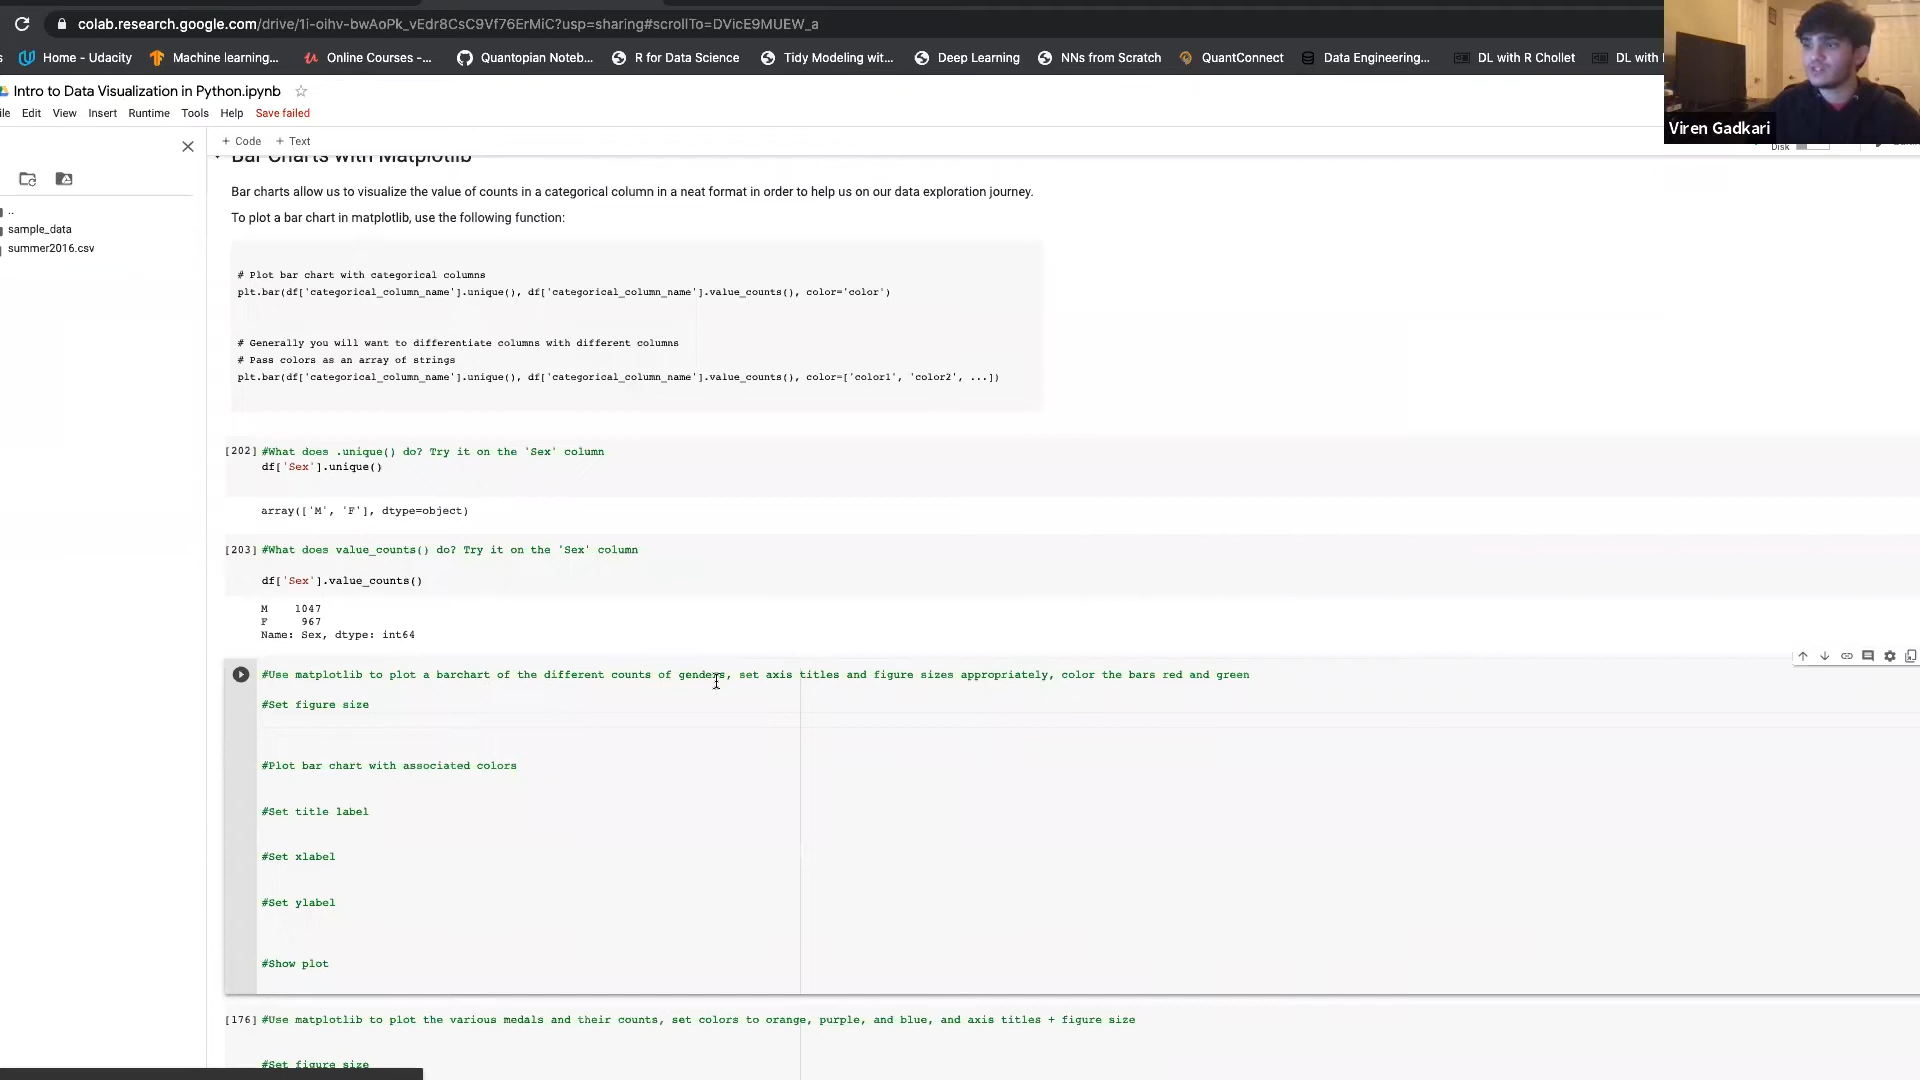 colab.research.google.com/drive/1i-oihv-bwAoPk_vEdr8CsC9Vf76ErMiC?usp=sharing#scrollTo=DVicE9MUEW_a
Home - Udacity Machine learning... Online Courses -... Quantopian Noteb... R for Data Science Tidy Modeling wit... Deep Learning NNs from Scratch QuantConnect Data Engineering... DL with R Chollet DL with
Viren Gadkari
Intro to Data Visualization in Python.ipynb
Edit View Insert Runtime Tools Help Save failed
Disk
+ Code + Text
..
sample_data
summer2016.csv
Bar Charts with Matplotlib
Bar charts allow us to visualize the value of counts in a categorical column in a neat format in order to help us on our data exploration journey.
To plot a bar chart in matplotlib, use the following function:
# Plot bar chart with categorical columns
plt.bar(df['categorical_column_name'].unique(), df['categorical_column_name'].value_counts(), color='color')
# Generally you will want to differentiate columns with different columns
# Pass colors as an array of strings
plt.bar(df['categorical_column_name'].unique(), df['categorical_column_name'].value_counts(), color=['color1', 'color2', ...])
[202] #What does .unique() do? Try it on the 'Sex' column
df['Sex'].unique()
array(['M', 'F'], dtype=object)
[203] #What does value_counts() do? Try it on the 'Sex' column
df['Sex'].value_counts()
M 1047
F 967
Name: Sex, dtype: int64
#Use matplotlib to plot a barchart of the different counts of genders, set axis titles and figure sizes appropriately, color the bars red and green
#Set figure size
#Plot bar chart with associated colors
#Set title label
#Set xlabel
#Set ylabel
#Show plot
[176] #Use matplotlib to plot the various medals and their counts, set colors to orange, purple, and blue, and axis titles + figure size
#Set figure size